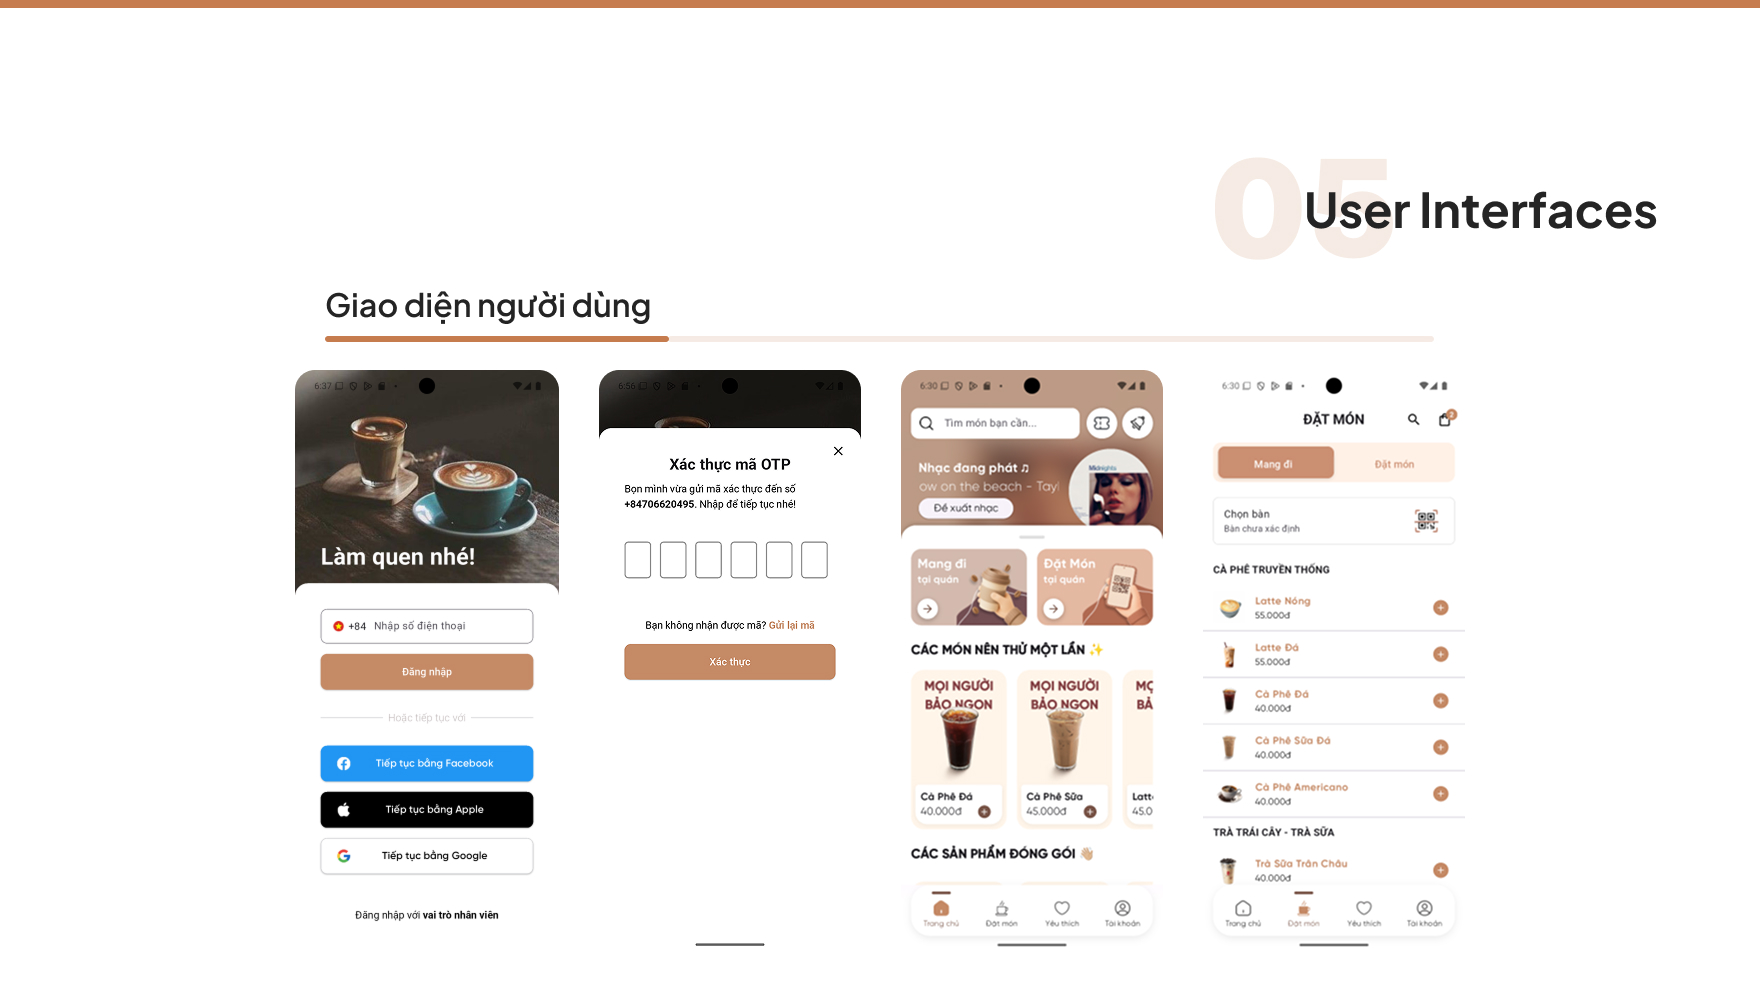 05
User Interfaces
Giao diện người dùng
6:37
Làm quen nhé!
+84 Nhập số điện thoại
Đăng nhập
Hoặc tiếp tục với
Tiếp tục bằng Facebook
Tiếp tục bằng Apple
Tiếp tục bằng Google
Đăng nhập với vai trò nhân viên
6:56
Xác thực mã OTP
Bọn mình vừa gửi mã xác thực đến số
+84706620495. Nhập để tiếp tục nhé!
Bạn không nhận được mã? Gửi lại mã
Xác thực
6:30
Tìm món bạn cần...
Nhạc đang phát ♫
ow on the beach - Tayl
Midnights
Đề xuất nhạc
Mang đi
tại quán
Đặt Món
tại quán
CÁC MÓN NÊN THỬ MỘT LẦN ✨
MỌI NGƯỜI
BẢO NGON
Cà Phê Đá
40.000đ
MỌI NGƯỜI
BẢO NGON
Cà Phê Sữa
45.000đ
Latt
45.0
CÁC SẢN PHẨM ĐÓNG GÓI 👋🏼
Trang chủ
Đặt món
Yêu thích
Tài khoản
6:30
ĐẶT MÓN
2
Mang đi
Đặt món
Chọn bàn
Bàn chưa xác định
CÀ PHÊ TRUYỀN THỐNG
Latte Nóng
55.000đ
Latte Đá
55.000đ
Cà Phê Đá
40.000đ
Cà Phê Sữa Đá
40.000đ
Cà Phê Americano
40.000đ
TRÀ TRÁI CÂY - TRÀ SỮA
Trà Sữa Trân Châu
40.000đ
Trang chủ
Đặt món
Yêu thích
Tài khoản